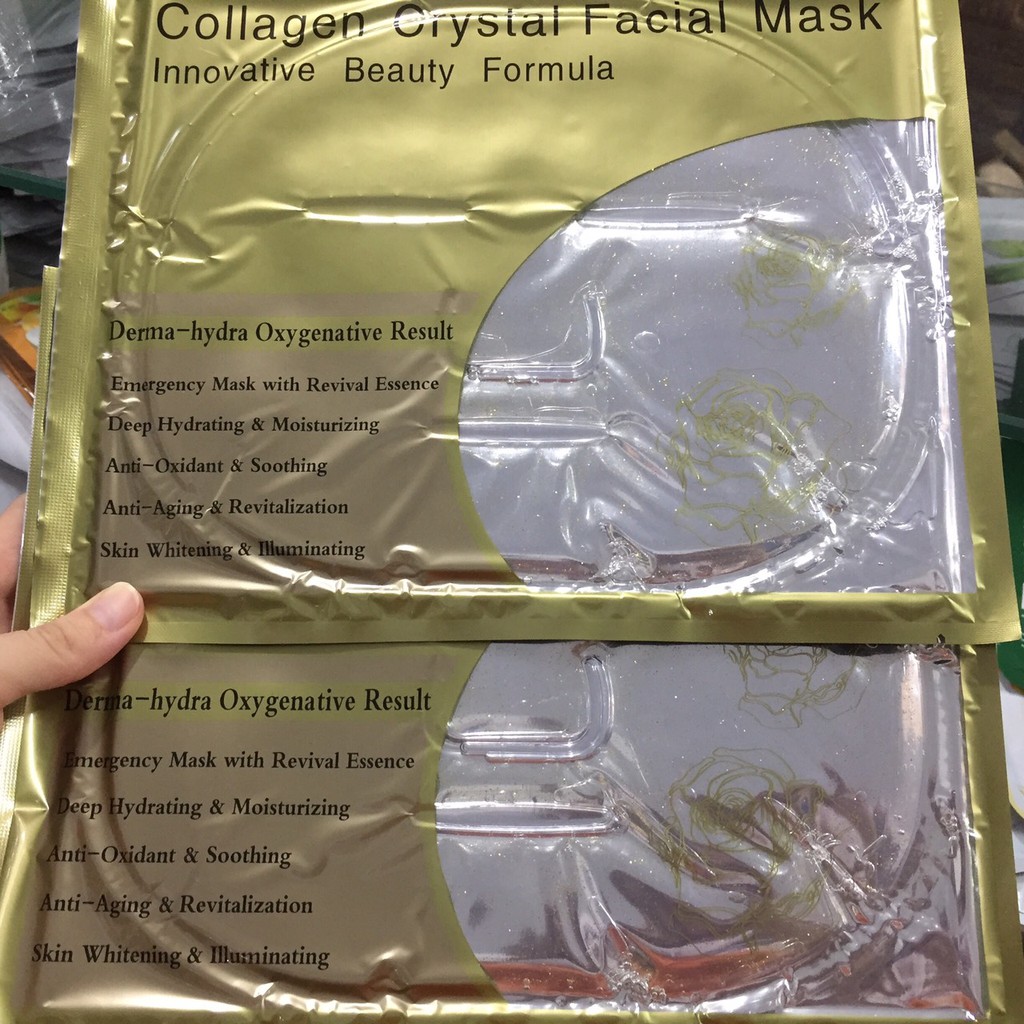 Collagen Crystal Facial Mask
Innovative Beauty Formula
Derma-hydra Oxygenative Result
Emergency Mask with Revival Essence
Deep Hydrating & Moisturizing
Anti-Oxidant & Soothing
Anti-Aging & Revitalization
Skin Whitening & Illuminating
Derma-hydra Oxygenative Result
Emergency Mask with Revival Essence
Deep Hydrating & Moisturizing
Anti-Oxidant & Soothing
Anti-Aging & Revitalization
Skin Whitening & Illuminating